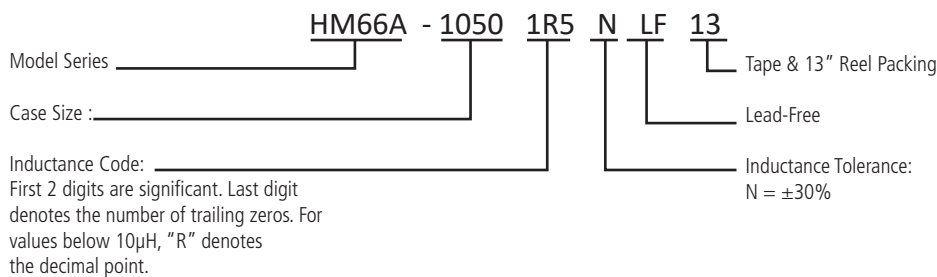 HM66A - 1050 1R5 N LF 13
Model Series
Tape & 13" Reel Packing
Case Size :
Lead-Free
Inductance Code:
First 2 digits are significant. Last digit
denotes the number of trailing zeros. For
values below 10µH, "R" denotes
the decimal point.
Inductance Tolerance:
N = ±30%